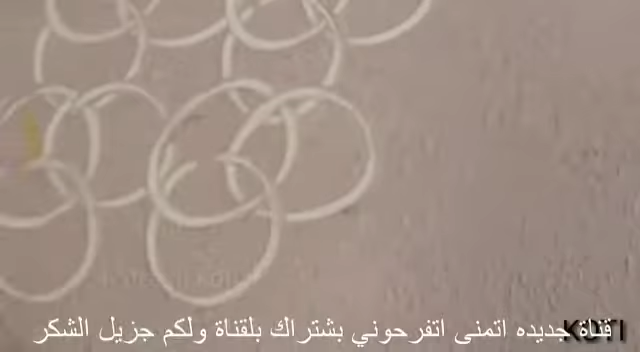 قناة جديده اتمنى اتفرحوني بشتراك بلقناة ولكم جزيل الشكر